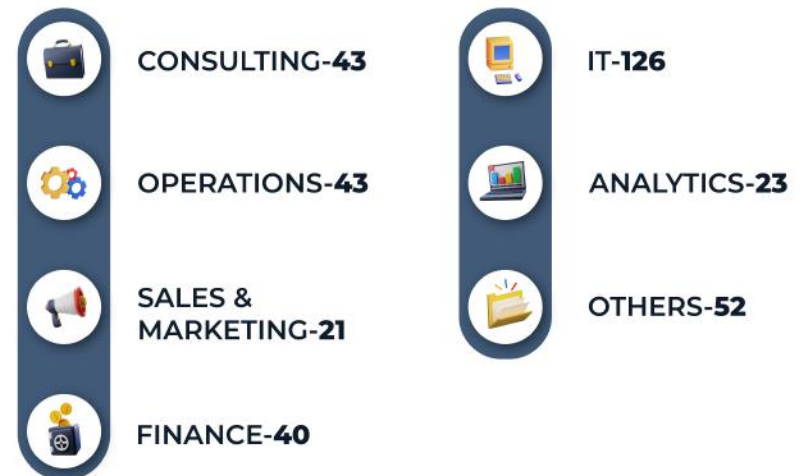 CONSULTING-43
OPERATIONS-43
SALES &
MARKETING-21
FINANCE-40
IT-126
ANALYTICS-23
OTHERS-52